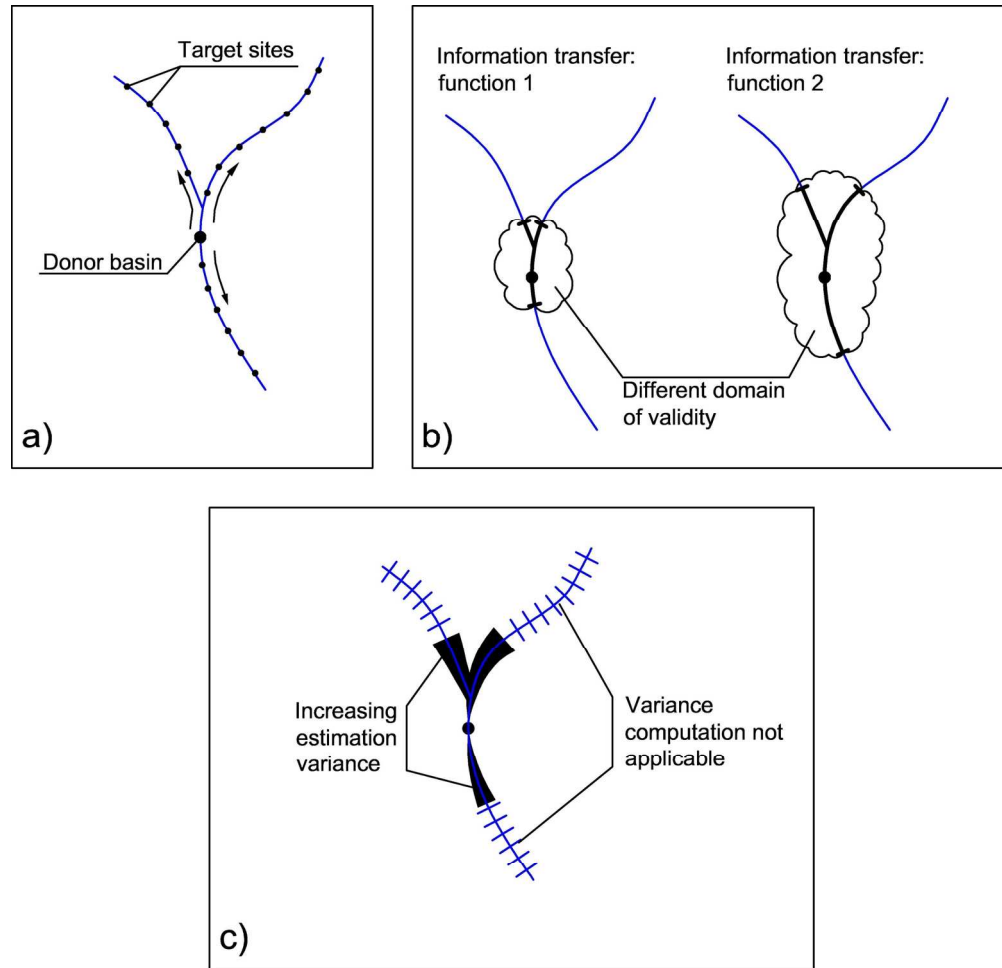 Target sites
Donor basin
a)
Information transfer:
function 1
Information transfer:
function 2
Different domain
of validity
b)
Increasing
estimation
variance
Variance
computation not
applicable
c)